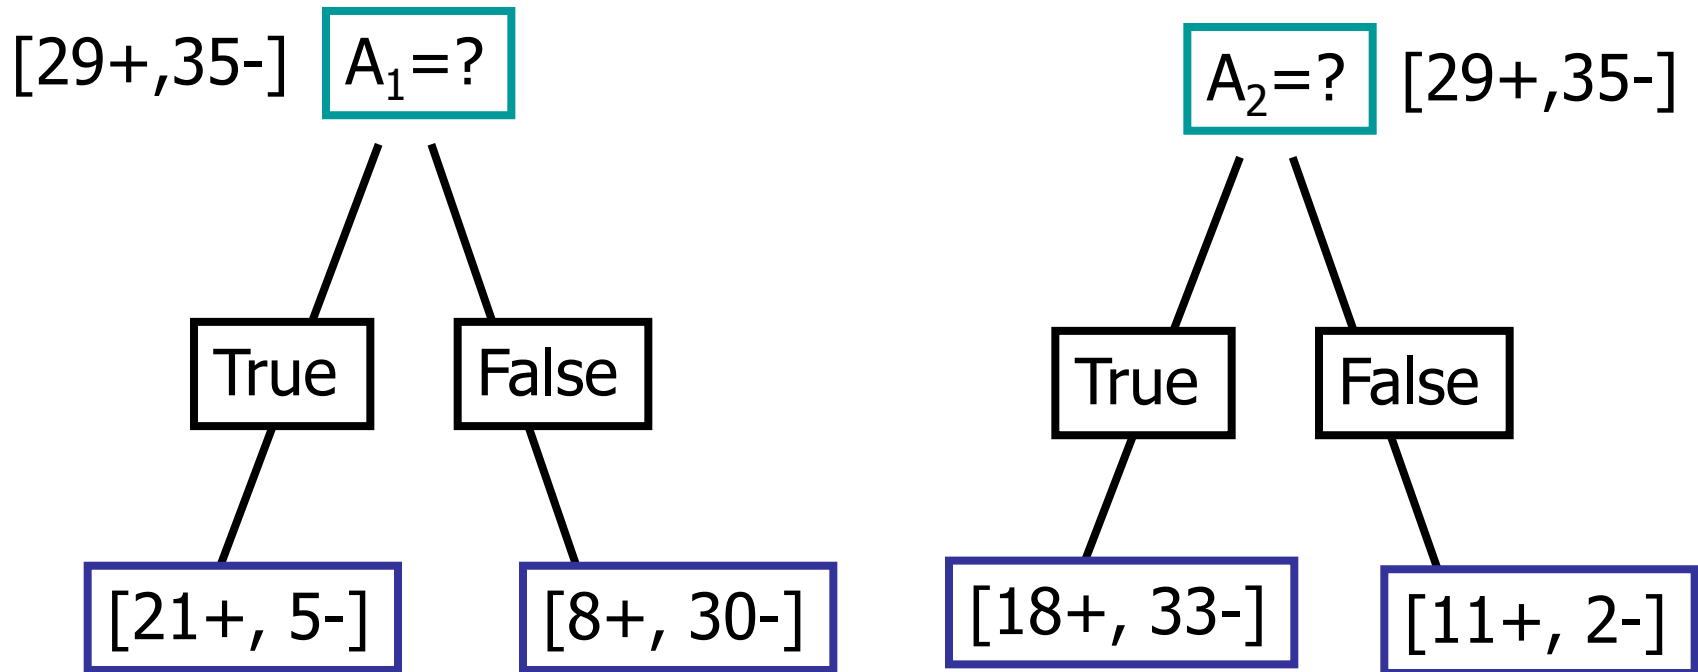 [29+,35-] A₁=?
True False
[21+, 5-] [8+, 30-]
A₂=? [29+,35-]
True False
[18+, 33-] [11+, 2-]